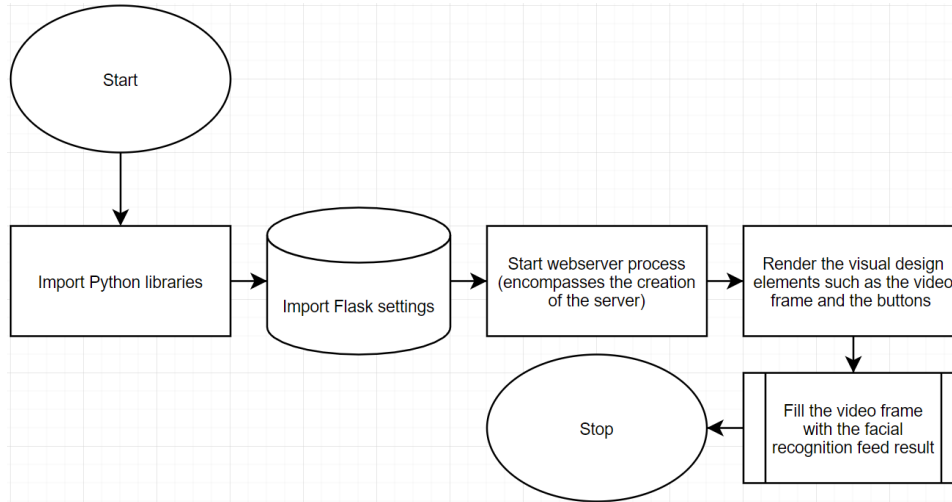 Start
Import Python libraries
Import Flask settings
Start webserver process
(encompasses the creation
of the server)
Render the visual design
elements such as the video
frame and the buttons
Fill the video frame
with the facial
recognition feed result
Stop